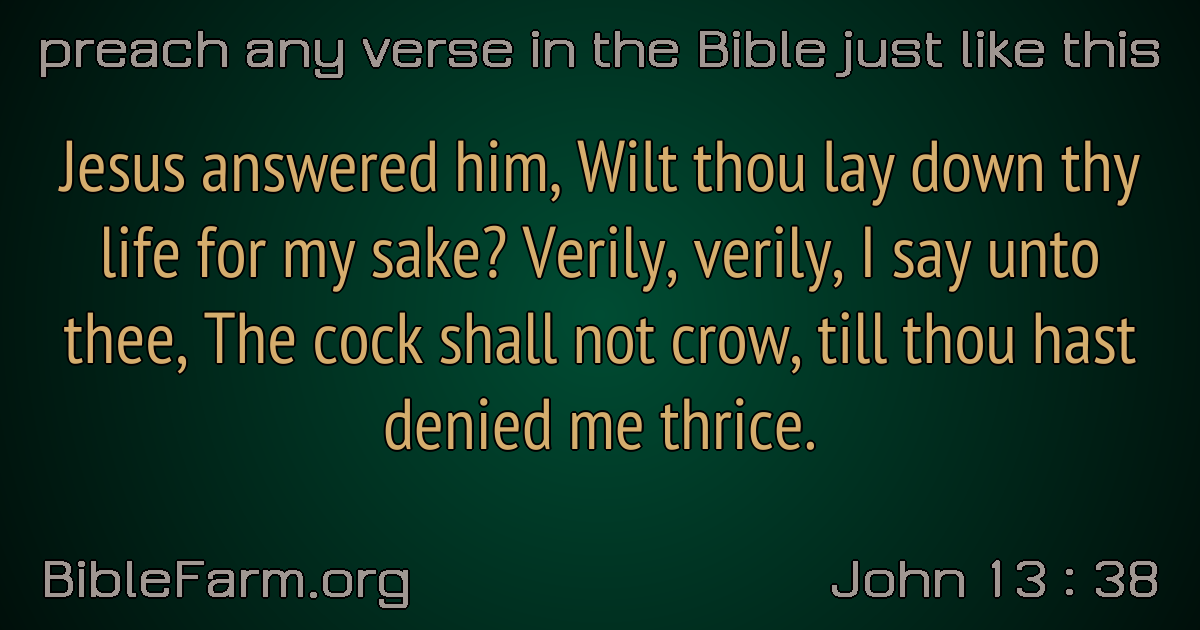 preach any verse in the Bible just like this
Jesus answered him, Wilt thou lay down thy
life for my sake? Verily, verily, I say unto
thee, The cock shall not crow, till thou hast
denied me thrice.
BibleFarm.org
John 13 : 38